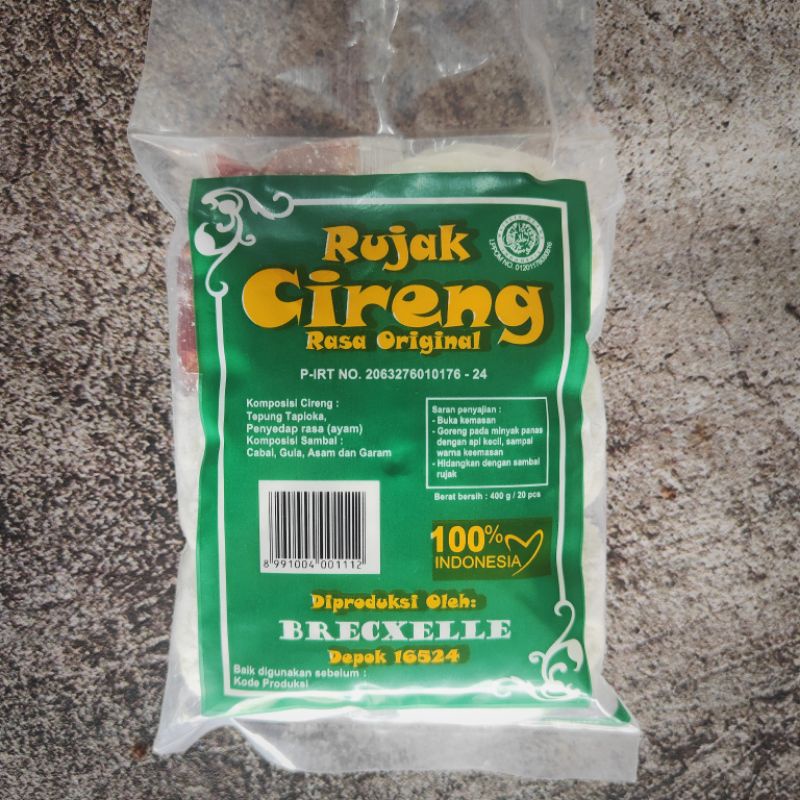 Rujak
Cireng
Rasa Original
P-IRT NO. 2063276010176 - 24
Komposisi Cireng :
Tepung Tapioka,
Penyedap rasa (ayam)
Komposisi Sambal :
Cabai, Gula, Asam dan Garam
Saran penyajian :
- Buka kemasan
- Goreng pada minyak panas
dengan api kecil, sampai
warna keemasan
- Hidangkan dengan sambal
rujak
Berat bersih : 400 g / 20 pcs
8 991004 001112
100%
INDONESIA
Diproduksi Oleh:
BRECXELLE
Depok 16524
Baik digunakan sebelum :
Kode Produksi